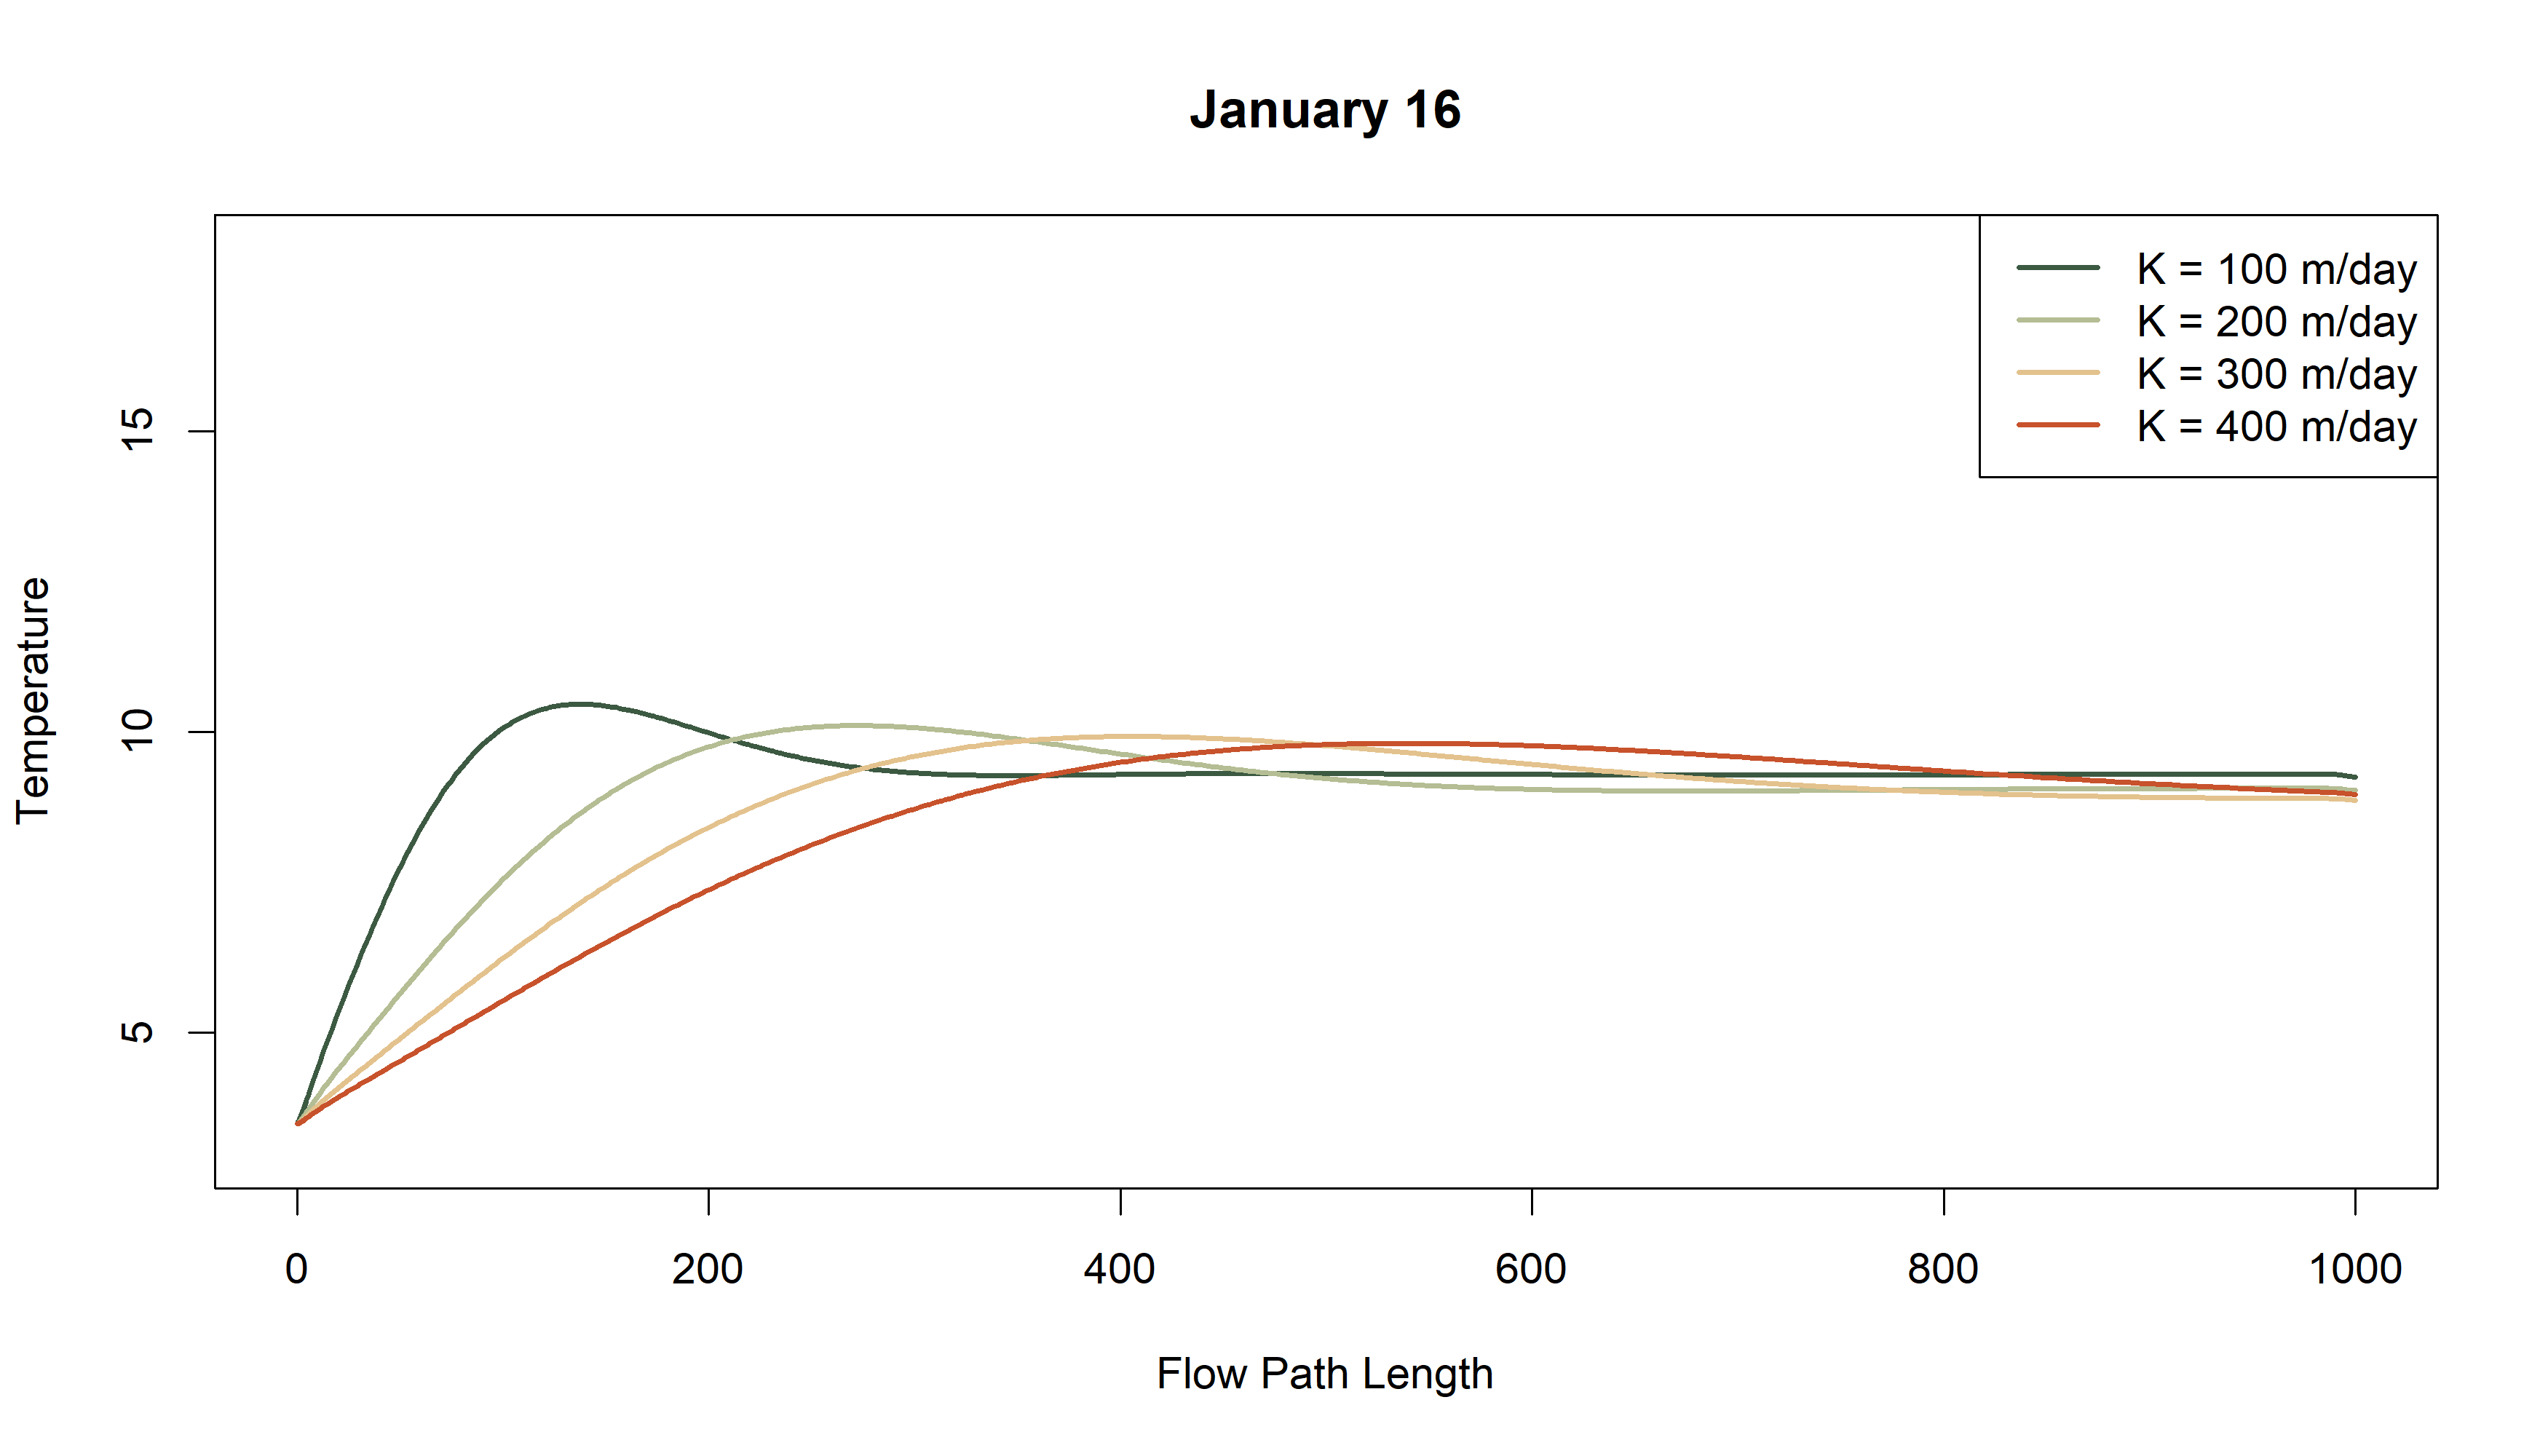 January 16
K = 100 m/day
K = 200 m/day
K = 300 m/day
K = 400 m/day
Temperature
15
10
5
0 200 400 600 800 1000
Flow Path Length